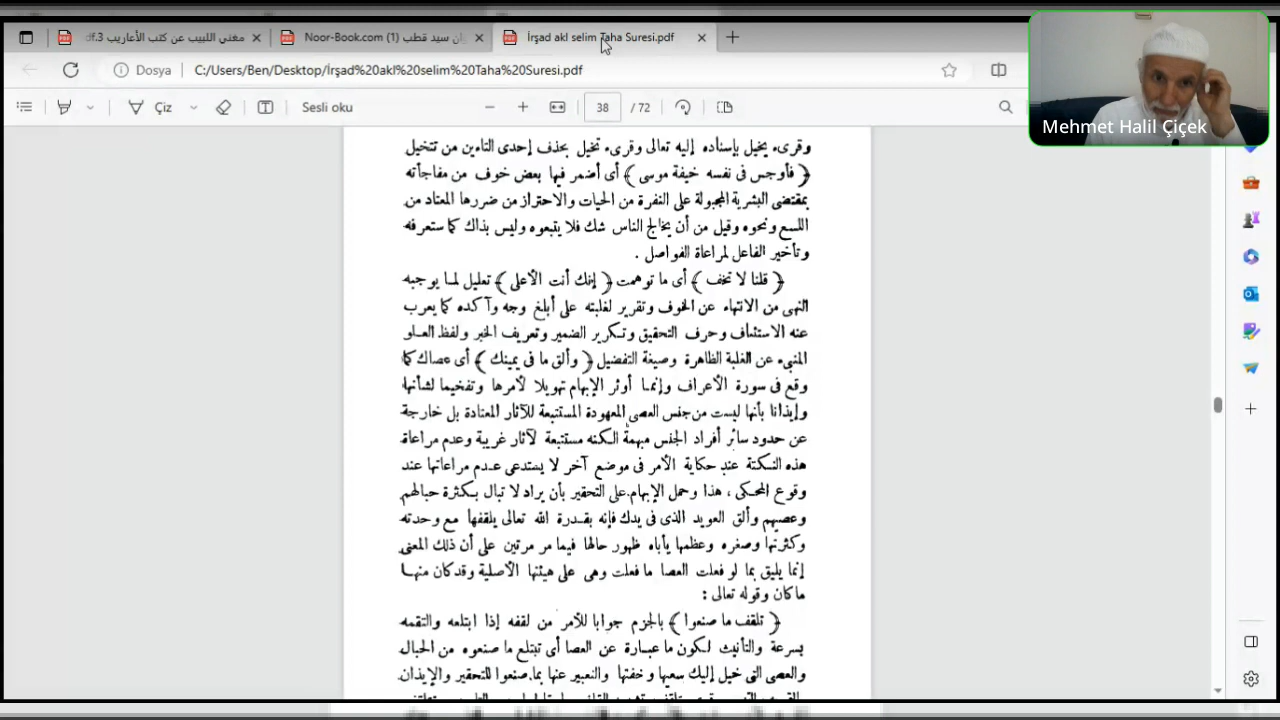 مغني اللبيب عن كتب الأعاريب 3.df
ان سيد قطب Noor-Book.com (1)
İrşad akl selim Taha Suresi.pdf
Dosya
C:/Users/Ben/Desktop/İrşad%20akl%20selim%20Taha%20Suresi.pdf
Çiz
Sesli oku
38 / 72
Mehmet Halil Çiçek
وقرىء يخيل بإسناده إليه تعالى وقرىء تخيل بحذف إحدى التاءين من تتخيل
﴿ فأوجس فى نفسه خيفة موسى ﴾ أى أضمر فيها بعض خوف من مفاجأته
بمقتضى البشرية المجبولة على النفرة من الحيات والاحتراز من ضررها المعتاد من
اللسع ونحوه وقيل من أن يخالج الناس شك فلا يتبعوه وليس بذاك كما ستعرفه
وتأخير الفاعل لمراعاة الفواصل .
﴿ قلنا لا تخف ﴾ أى ما توهمت ﴿ إنك أنت الأعلى ﴾ تعليل لما يوجبه
النهى من الانتهاء عن الخوف وتقرير لغلبته على أبلغ وجه وآكده كما يعرب
عنه الاستئناف وحرف التحقيق وتكرير الضمير وتعريف الخبر ولفظ العلو
المنبىء عن الغلبة الظاهرة وصيغة التفضيل ﴿ وألق ما فى يمينك ﴾ أى عصاك كما
وقع فى سورة الأعراف وإنما أوثر الإبهام تهويلا لأمرها وتفخيما لشأنها
وإيذانا بأنها ليست من جنس العصى المعهودة المستتبعة للآثار المعتادة بل خارجة
عن حدود سائر أفراد الجنس مبهمة الكنه مستتبعة لآثار غريبة وعدم مراعاة
هذه النكتة عند حكاية الأمر فى موضع آخر لا يستدعى عدم مراعاتها عند
وقوع المحكى ، هذا وحمل الإبهام على التحقير بأن يراد لا تبال بكثرة حبالهم
وعصيهم وألق العويد الذى فى يدك فإنه بقدرة الله تعالى يلقفها مع وحدته
وكثرتها وصغره وعظمها يأباه ظهور حالها فيما مر مرتين على أن ذلك المعنى
إنما يليق بما لو فعلت العصا ما فعلت وهى على هيئتها الأصلية وقد كان منها
ما كان وقوله تعالى :
﴿ تلقف ما صنعوا ﴾ بالجزم جوابا للأمر من لقفه إذا ابتلعه والتقمه
بسرعة والتأنيث لكون ما عبارة عن العصا أى تبتلع ما صنعوه من الحبال
والعصى التى خيل إليك سعيها وخفتها والتعبير عنها بما صنعوا للتحقير والإيذان